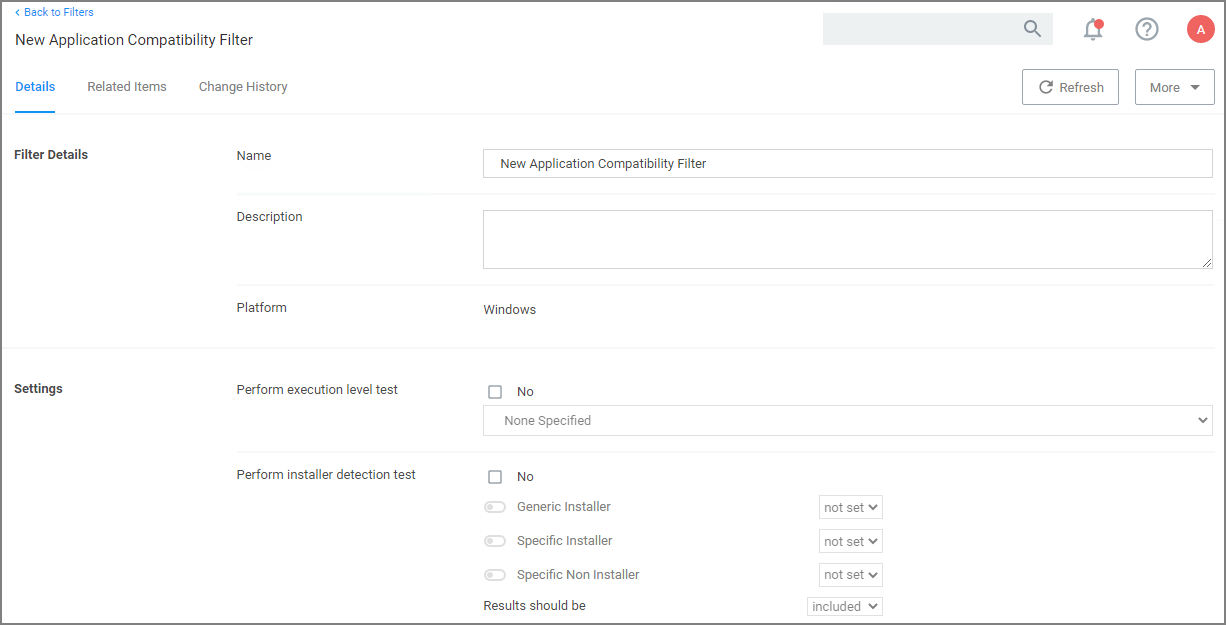 Back to Filters
New Application Compatibility Filter
A
Details Related Items Change History Refresh More
Filter Details
Name New Application Compatibility Filter
Description
Platform Windows
Settings
Perform execution level test No
None Specified
Perform installer detection test No
Generic Installer not set
Specific Installer not set
Specific Non Installer not set
Results should be included